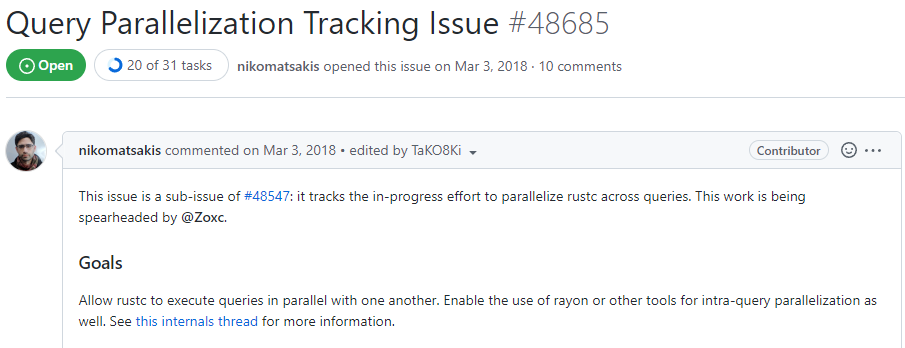 Query Parallelization Tracking Issue #48685
Open 20 of 31 tasks nikomatsakis opened this issue on Mar 3, 2018 · 10 comments
nikomatsakis commented on Mar 3, 2018 • edited by TaKO8Ki Contributor
This issue is a sub-issue of #48547: it tracks the in-progress effort to parallelize rustc across queries. This work is being
spearheaded by @Zoxc.
Goals
Allow rustc to execute queries in parallel with one another. Enable the use of rayon or other tools for intra-query parallelization as
well. See this internals thread for more information.